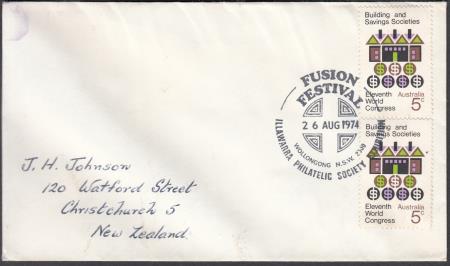 Building and
Savings Societies
Eleventh Australia
World
Congress 5c
Building and
Savings Societies
Eleventh Australia
World
Congress 5c
FUSION
FESTIVAL
26 AUG 1974
WOLLONGONG N.S.W. 2500
ILLAWARRA PHILATELIC SOCIETY
J. H. Johnson
120 Watford Street
Christchurch 5
New Zealand